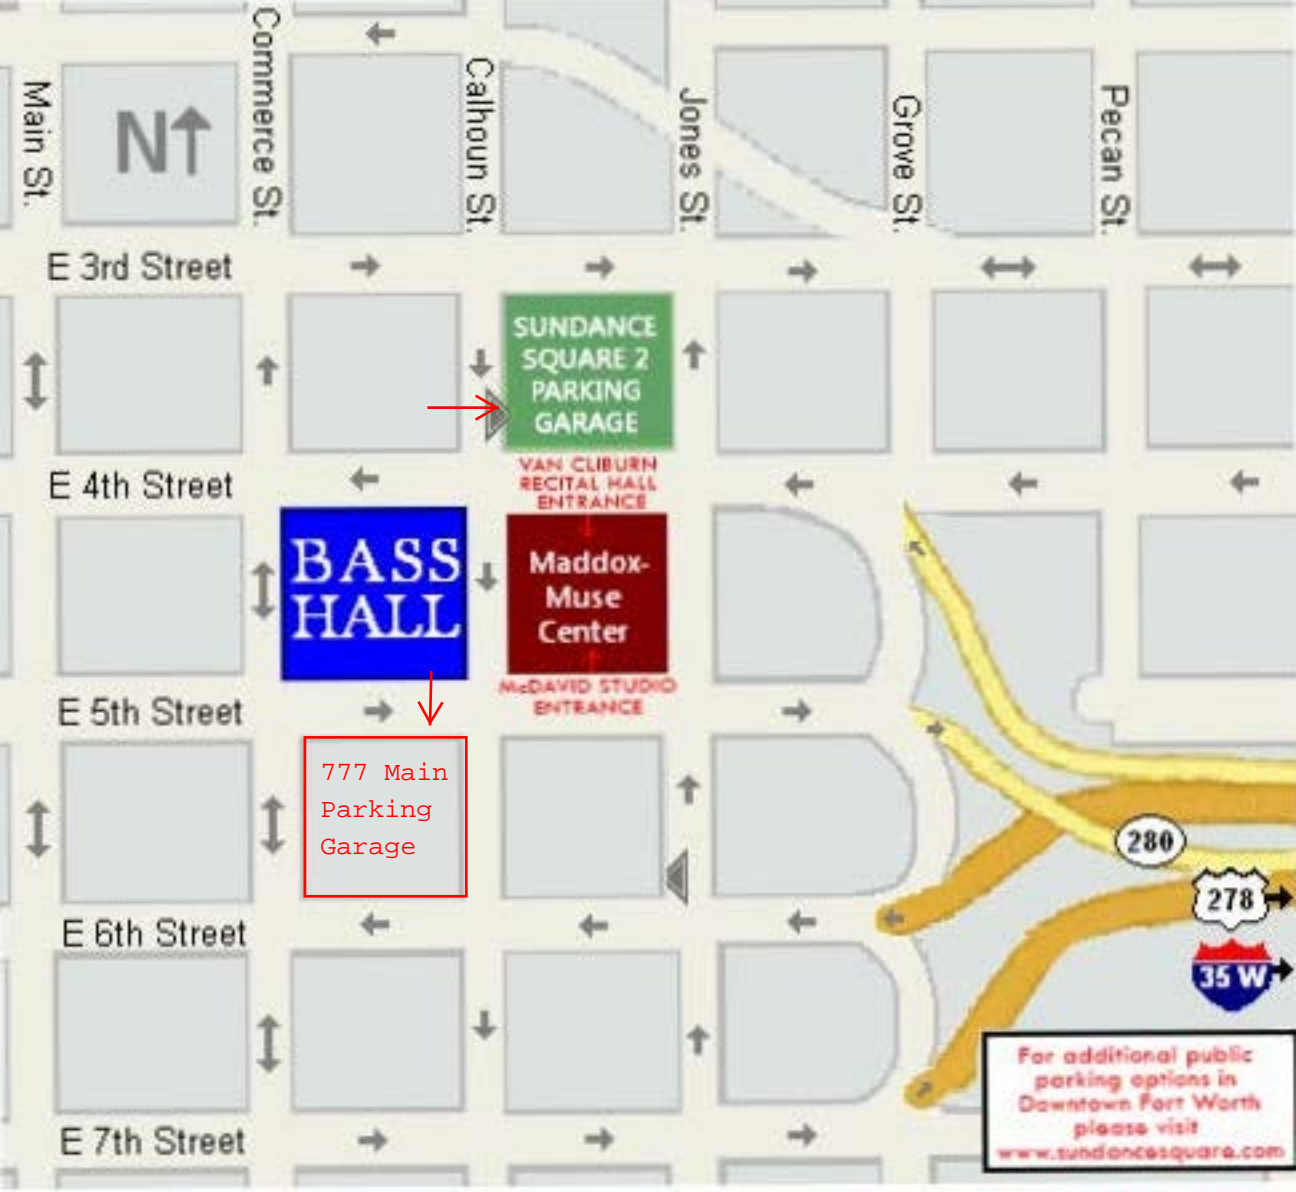 Main St.
Commerce St.
Calhoun St.
Jones St.
Grove St.
Pecan St.
N
E 3rd Street
SUNDANCE
SQUARE 2
PARKING
GARAGE
E 4th Street
VAN CLIBURN
RECITAL HALL
ENTRANCE
BASS
HALL
Maddox-
Muse
Center
McDAVID STUDIO
ENTRANCE
E 5th Street
777 Main
Parking
Garage
280
278
35 W
E 6th Street
For additional public
parking options in
Downtown Fort Worth
please visit
www.sundancesquare.com
E 7th Street